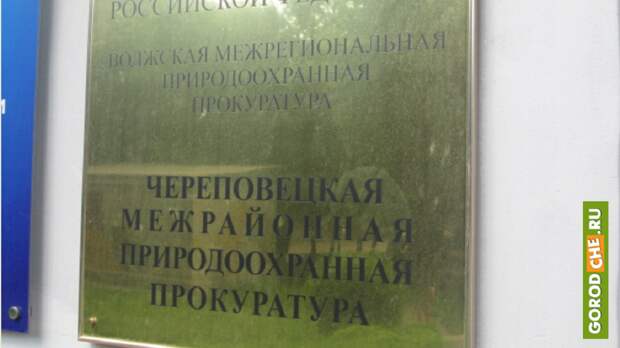 РОССИЙСКОЙ
ВОЛЖСКАЯ МЕЖРЕГИОНАЛЬНАЯ
ПРИРОДООХРАННАЯ
ПРОКУРАТУРА
ЧЕРЕПОВЕЦКАЯ
МЕЖРАЙОННАЯ
ПРИРОДООХРАННАЯ
ПРОКУРАТУРА
GORODCHE.RU